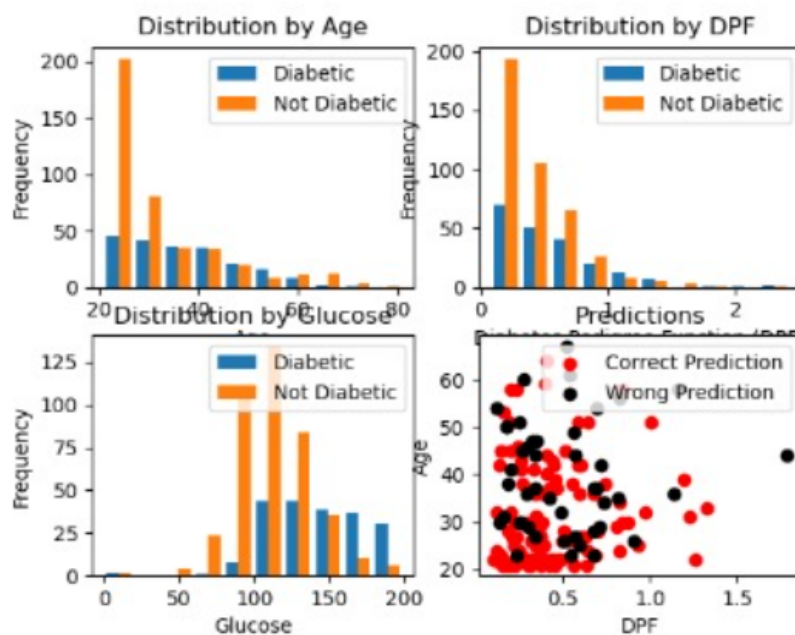 Distribution by Age
200
150
100
50
0
20
40
60
80
Frequency
Diabetic
Not Diabetic
Distribution by DPF
200
150
100
50
0
0
1
2
Frequency
Diabetic
Not Diabetic
Distribution by Glucose
125
100
75
50
25
0
0
50
100
150
200
Frequency
Glucose
Diabetic
Not Diabetic
Predictions
60
50
40
30
20
0.5
1.0
1.5
Age
DPF
Correct Prediction
Wrong Prediction